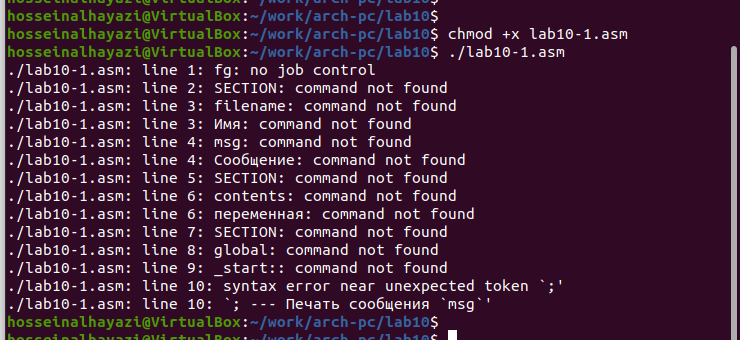 hosseinalhayazi@VirtualBox:~/work/arch-pc/lab10$
hosseinalhayazi@VirtualBox:~/work/arch-pc/lab10$
hosseinalhayazi@VirtualBox:~/work/arch-pc/lab10$ chmod +x lab10-1.asm
hosseinalhayazi@VirtualBox:~/work/arch-pc/lab10$ ./lab10-1.asm
./lab10-1.asm: line 1: fg: no job control
./lab10-1.asm: line 2: SECTION: command not found
./lab10-1.asm: line 3: filename: command not found
./lab10-1.asm: line 3: Имя: command not found
./lab10-1.asm: line 4: msg: command not found
./lab10-1.asm: line 4: Сообщение: command not found
./lab10-1.asm: line 5: SECTION: command not found
./lab10-1.asm: line 6: contents: command not found
./lab10-1.asm: line 6: переменная: command not found
./lab10-1.asm: line 7: SECTION: command not found
./lab10-1.asm: line 8: global: command not found
./lab10-1.asm: line 9: _start:: command not found
./lab10-1.asm: line 10: syntax error near unexpected token `;'
./lab10-1.asm: line 10: `; --- Печать сообщения `msg`'
hosseinalhayazi@VirtualBox:~/work/arch-pc/lab10$
hosseinalhayazi@VirtualBox:~/work/arch-pc/lab10$